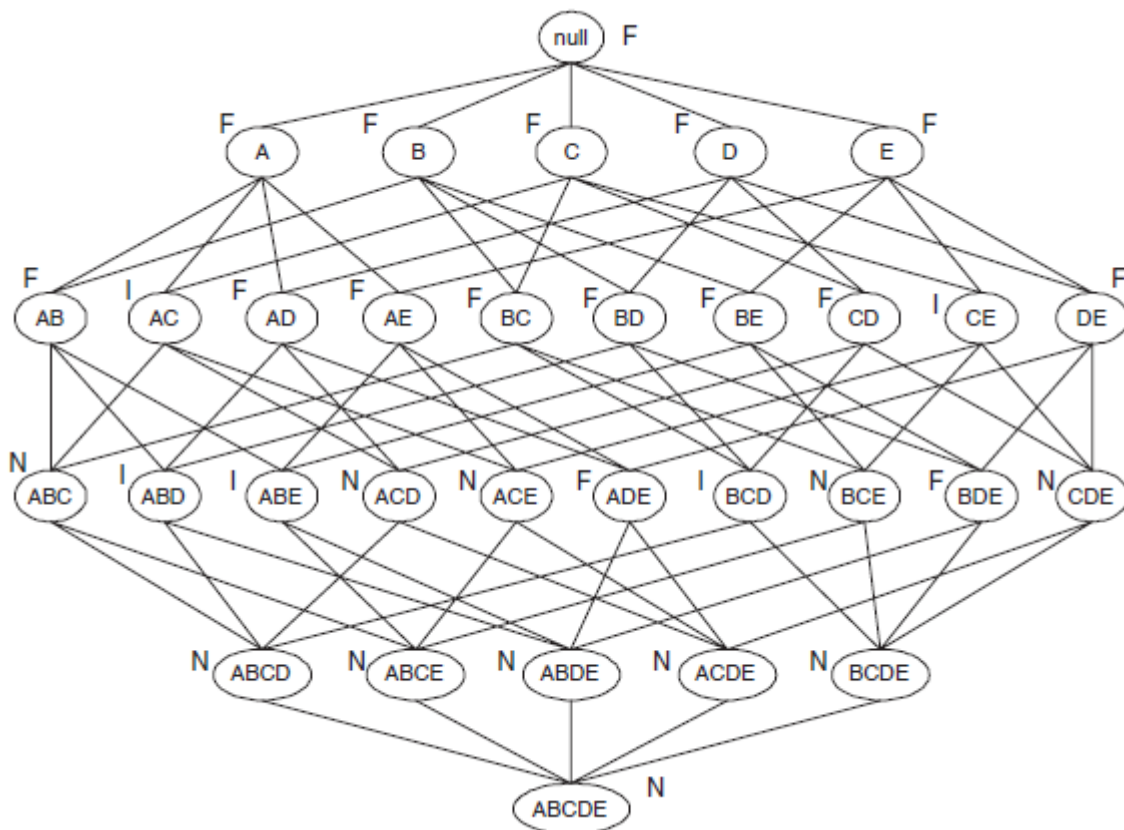 null F
F F F F F
A B C D E
F I F F F F F F I F
AB AC AD AE BC BD BE CD CE DE
N I I N N F I N F N
ABC ABD ABE ACD ACE ADE BCD BCE BDE CDE
N N N N N
ABCD ABCE ABDE ACDE BCDE
N
ABCDE